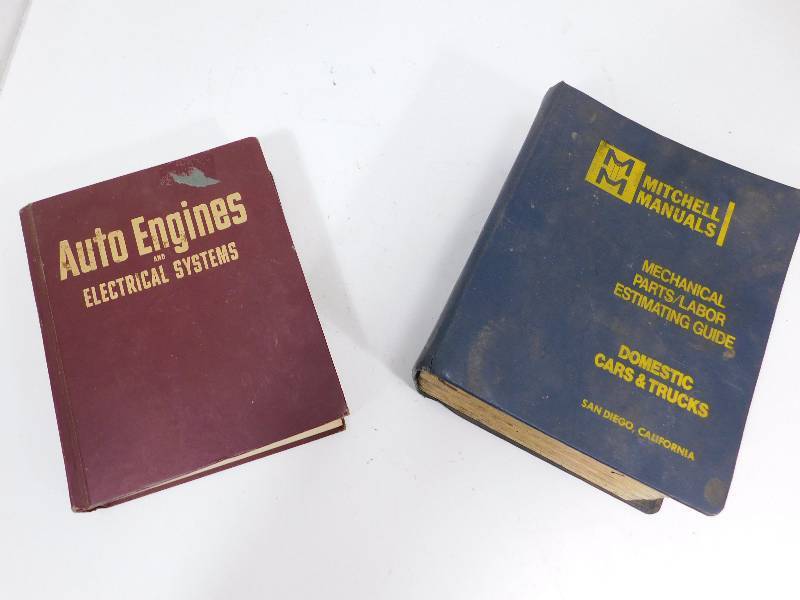 Auto Engines
AND
ELECTRICAL SYSTEMS
MM
MITCHELL
MANUALS
MECHANICAL
PARTS/LABOR
ESTIMATING GUIDE
DOMESTIC
CARS & TRUCKS
SAN DIEGO, CALIFORNIA